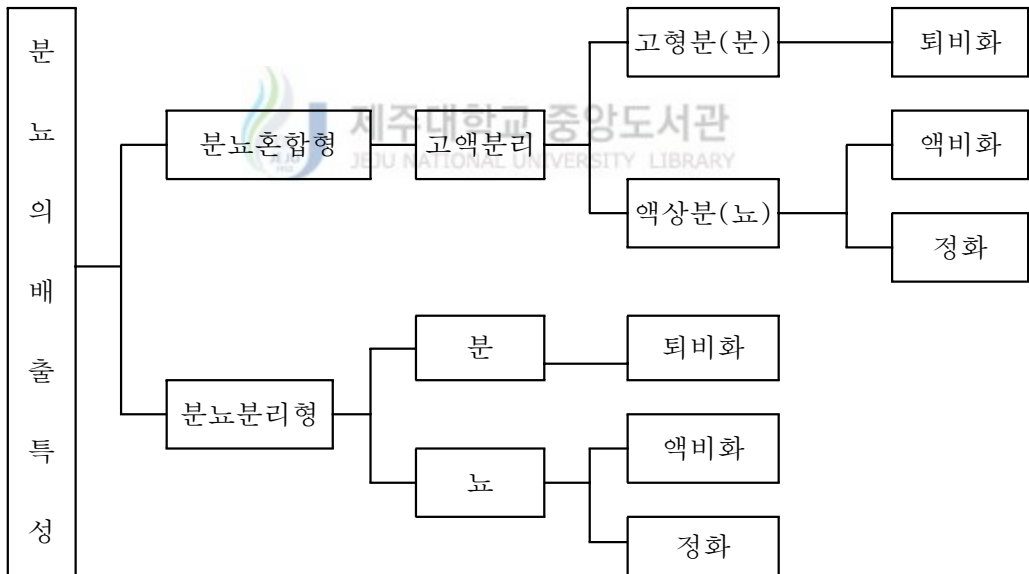 분뇨의배출특성
분뇨혼합형
고액분리
고형분(분)
퇴비화
액상분(뇨)
액비화
정화
분뇨분리형
분
퇴비화
뇨
액비화
정화
제주대학교 중앙도서관
JEJU NATIONAL UNIVERSITY LIBRARY
JEJU
1952